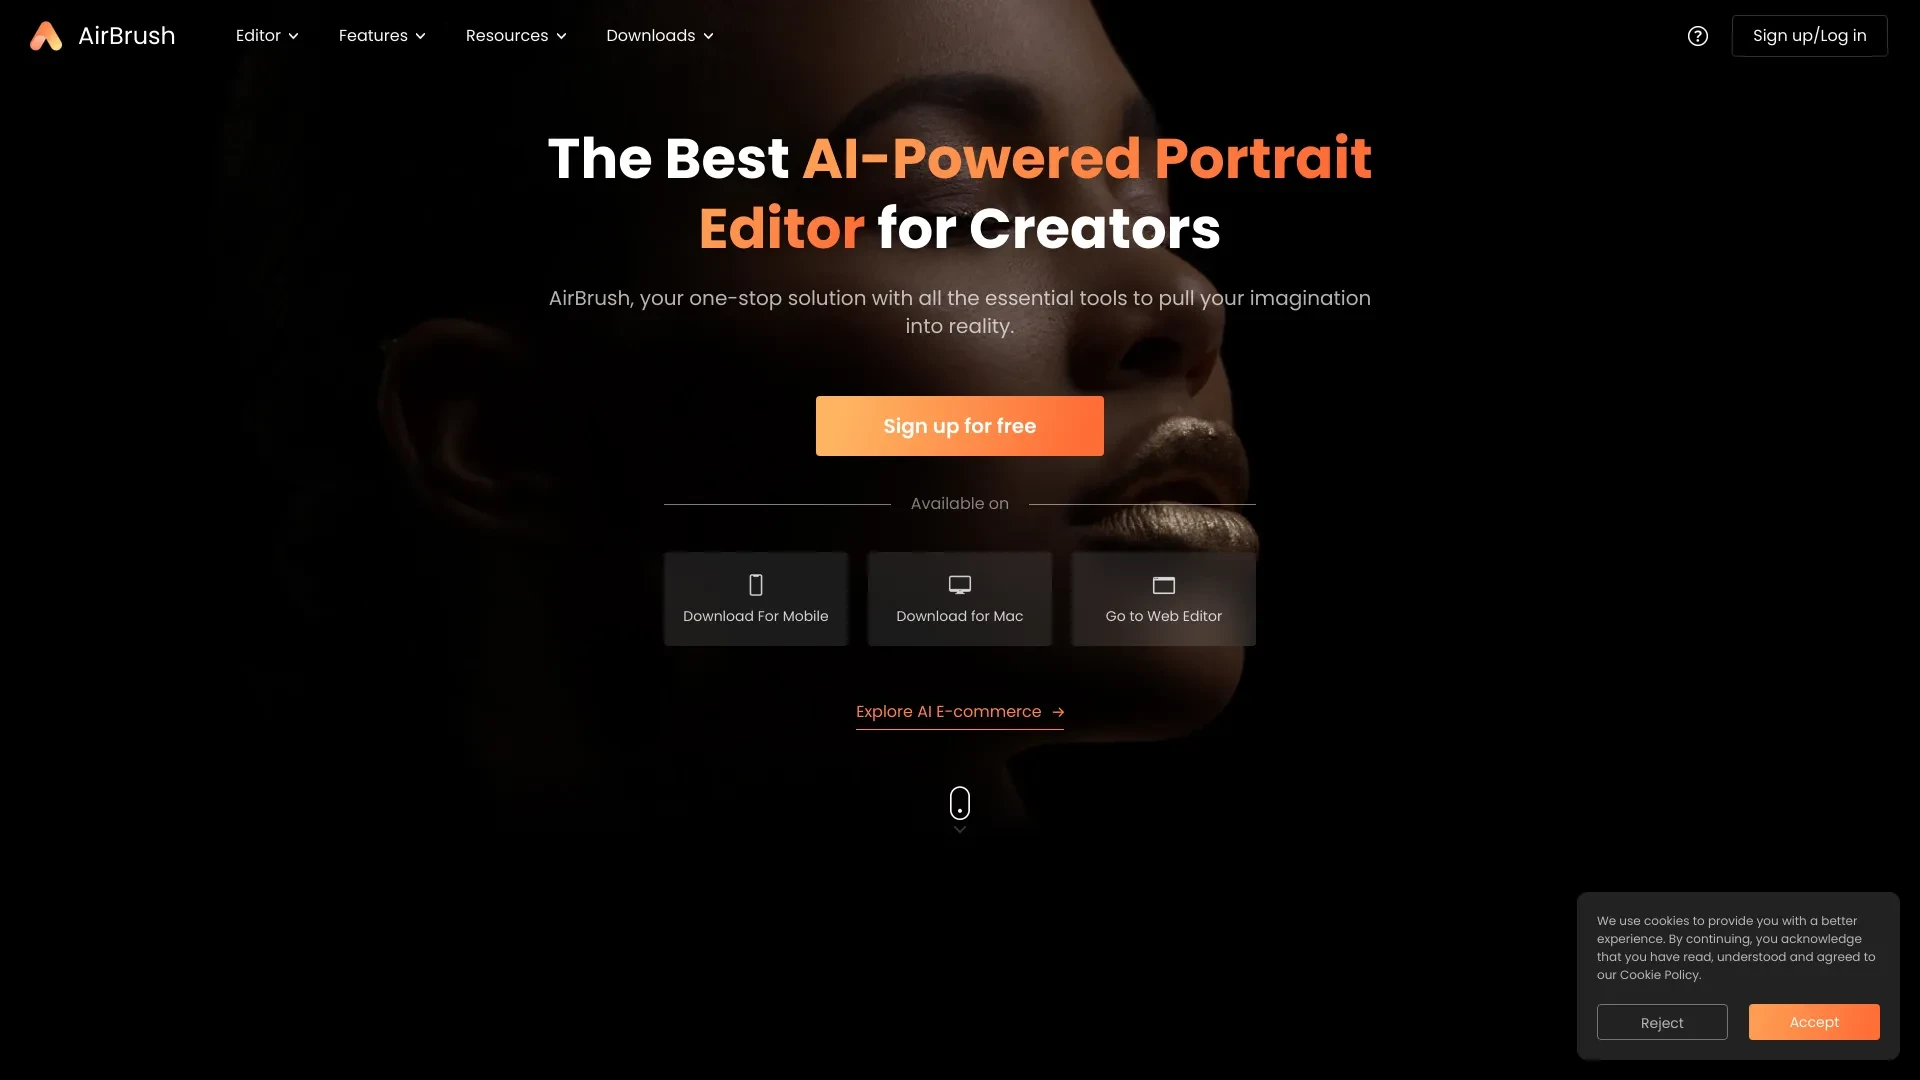 AirBrush
Editor
Features
Resources
Downloads
Sign up/Log in
The Best AI-Powered Portrait
Editor for Creators
AirBrush, your one-stop solution with all the essential tools to pull your imagination
into reality.
Sign up for free
Available on
Download For Mobile
Download for Mac
Go to Web Editor
Explore AI E-commerce →
We use cookies to provide you with a better
experience. By continuing, you acknowledge
that you have read, understood and agreed to
our Cookie Policy.
Reject
Accept